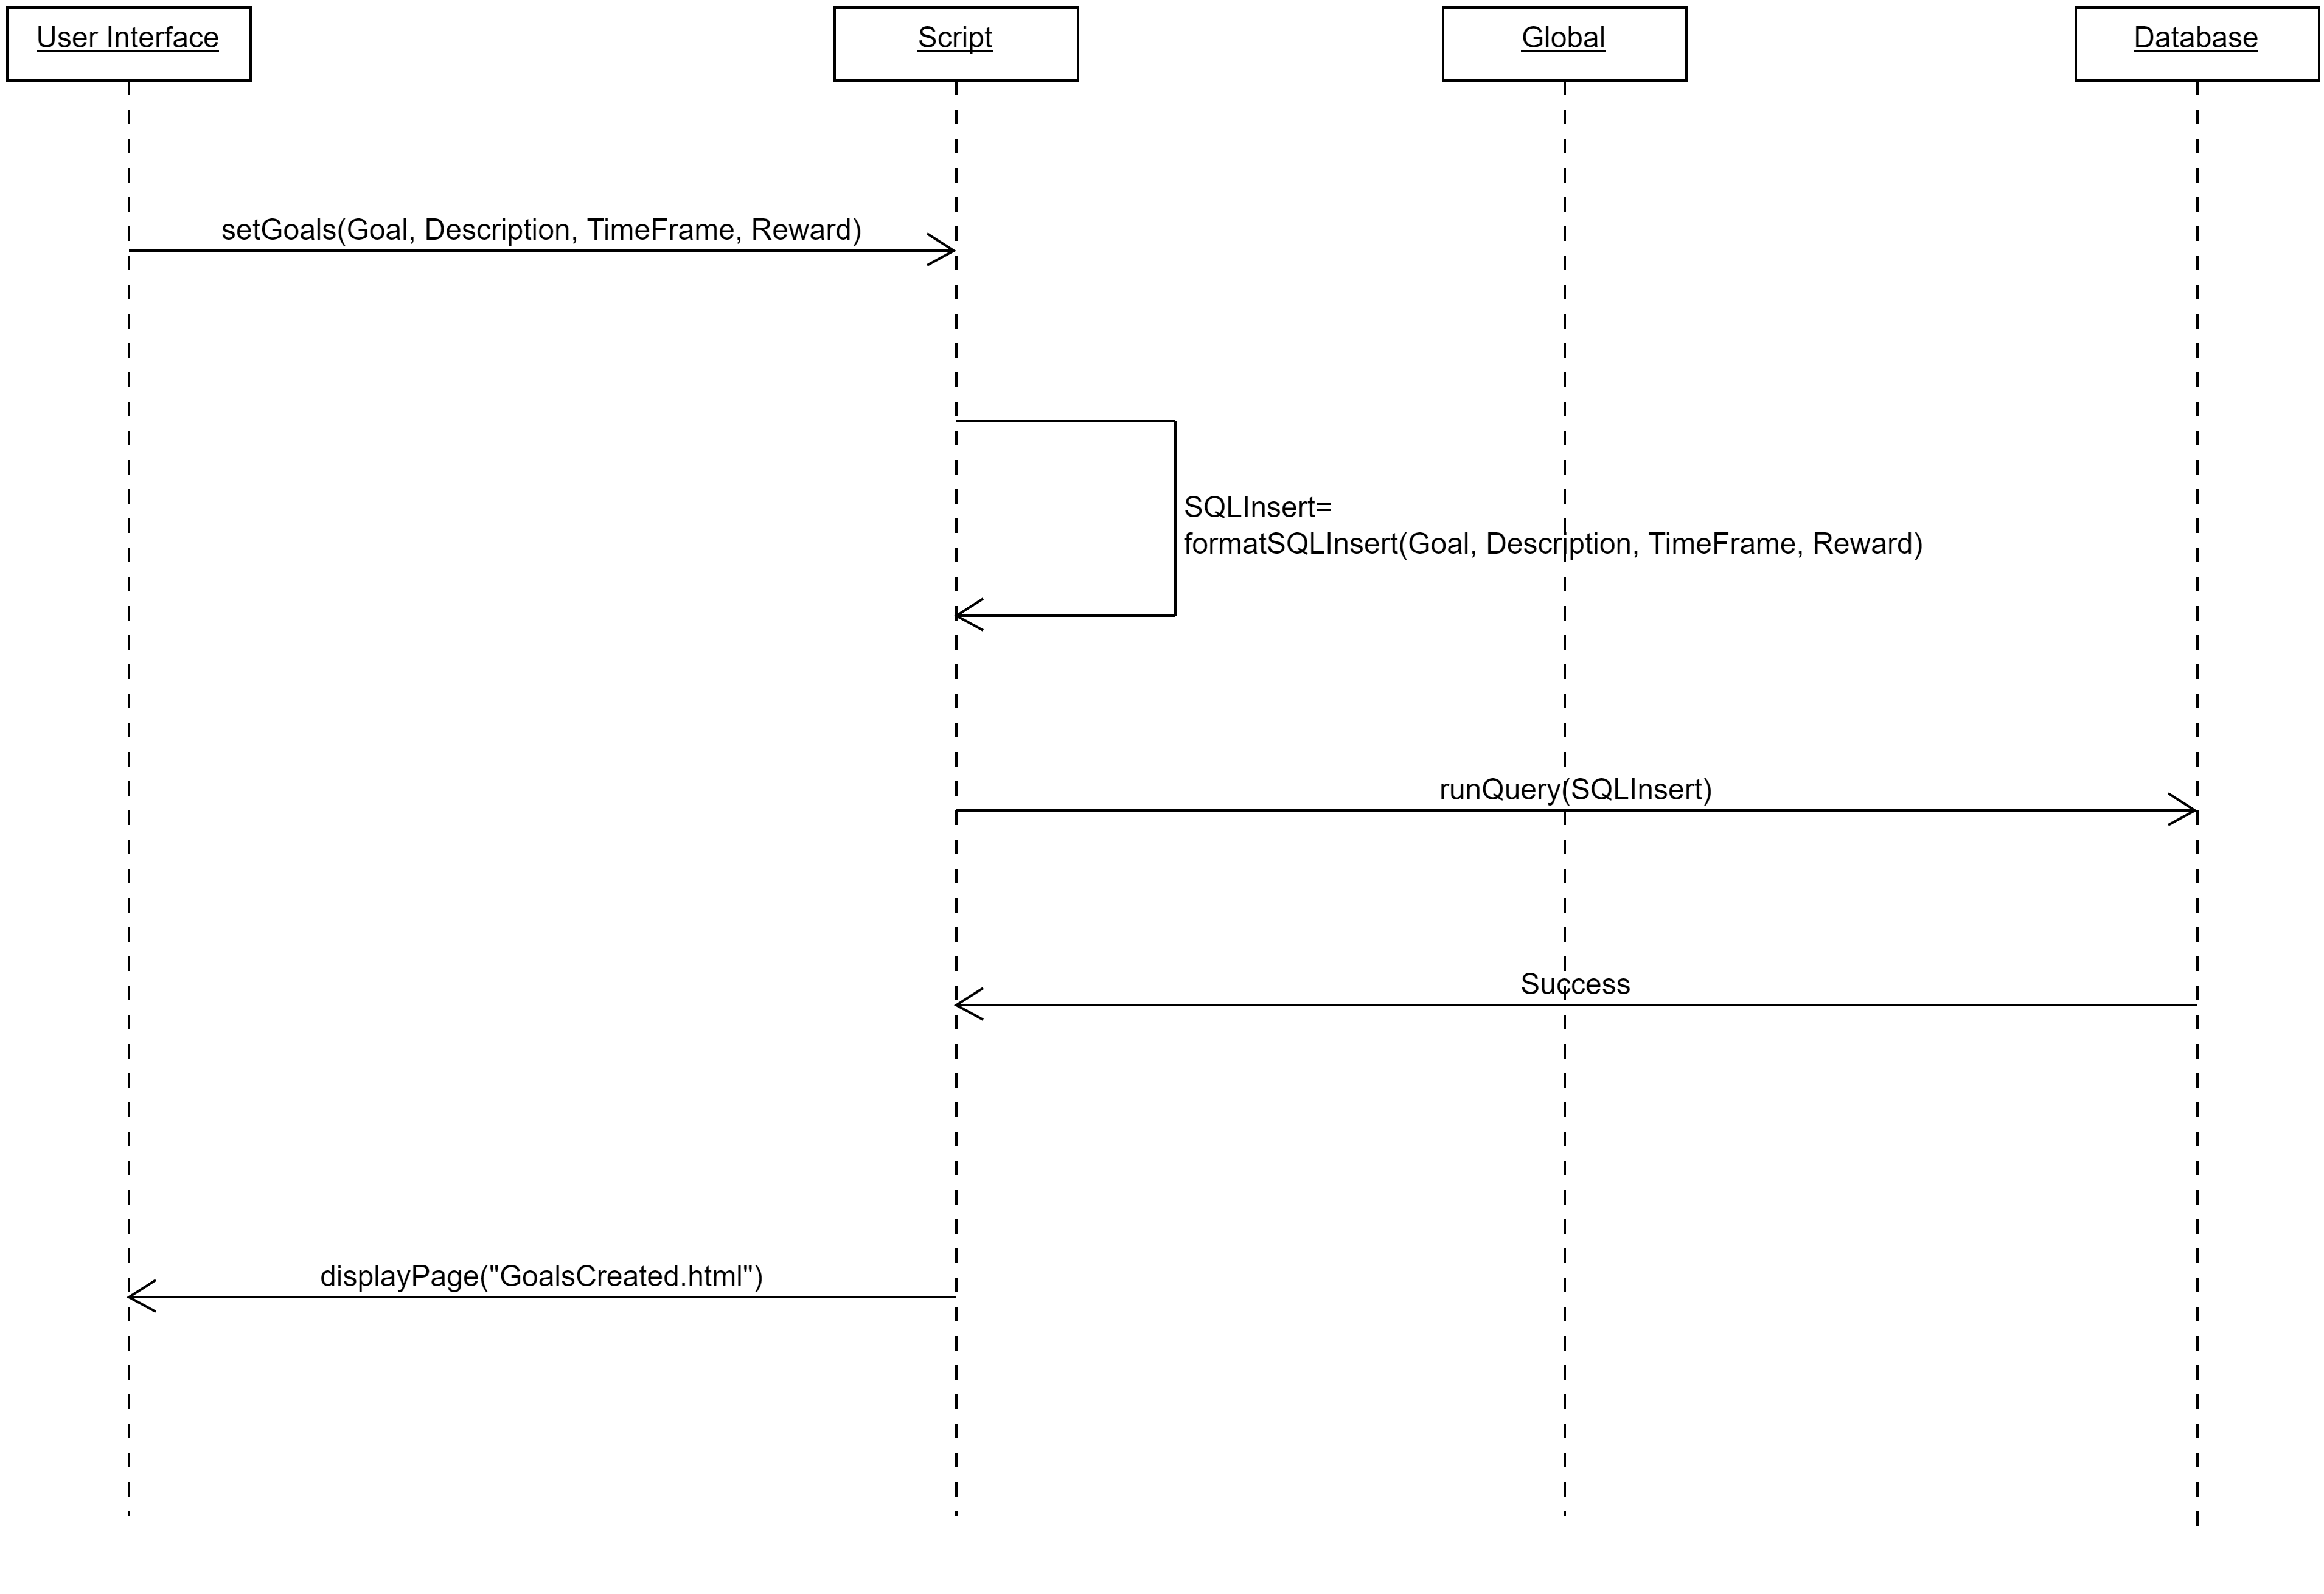 User Interface
Script
Global
Database
setGoals(Goal, Description, TimeFrame, Reward)
SQLInsert=
formatSQLInsert(Goal, Description, TimeFrame, Reward)
runQuery(SQLInsert)
Success
displayPage("GoalsCreated.html")